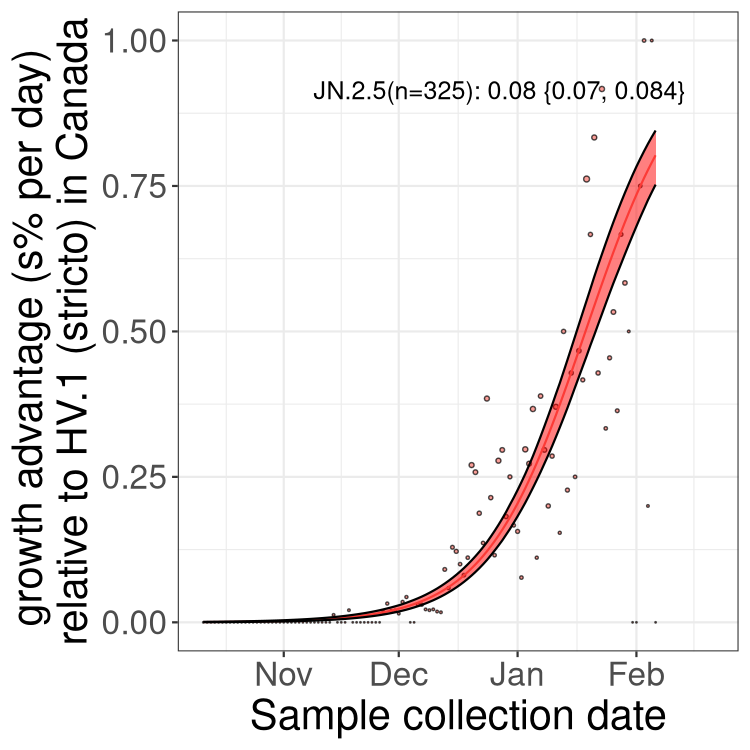 growth advantage (s% per day)
relative to HV.1 (stricto) in Canada
1.00
0.75
0.50
0.25
0.00
JN.2.5(n=325): 0.08 {0.07, 0.084}
Nov Dec Jan Feb
Sample collection date